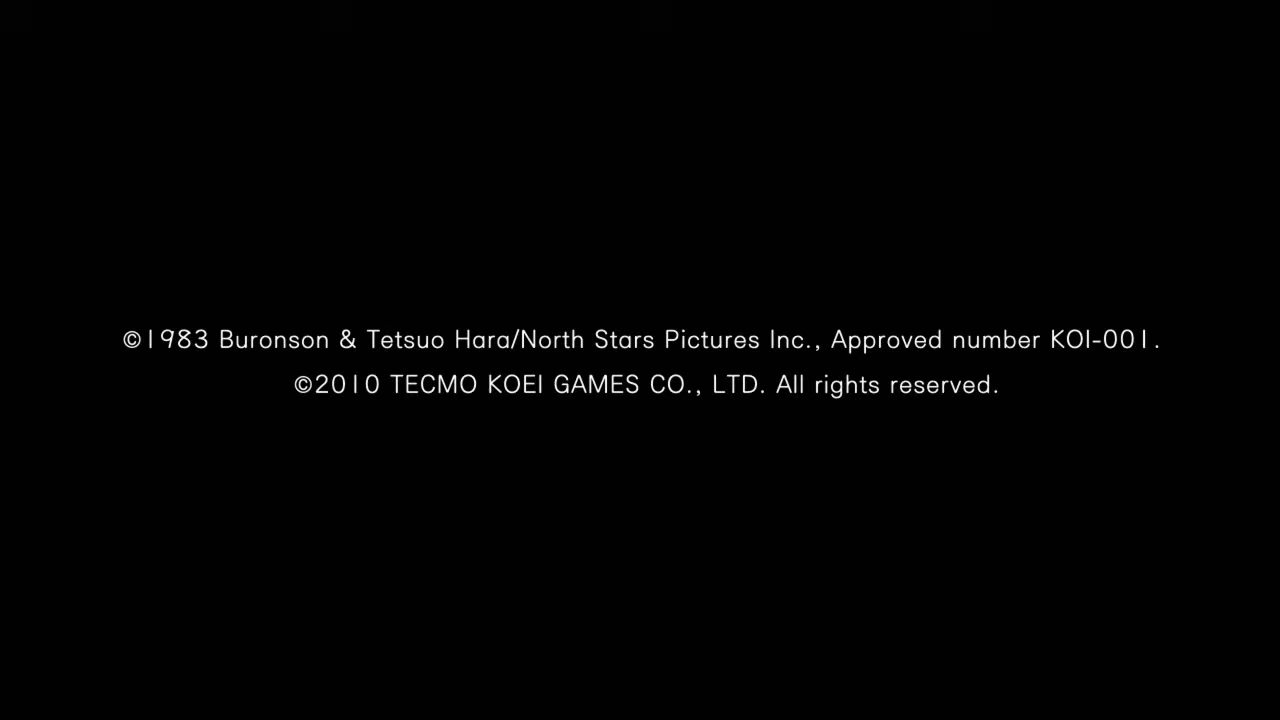 ©1983 Buronson & Tetsuo Hara/North Stars Pictures Inc., Approved number KOI-001.
©2010 TECMO KOEI GAMES CO., LTD. All rights reserved.